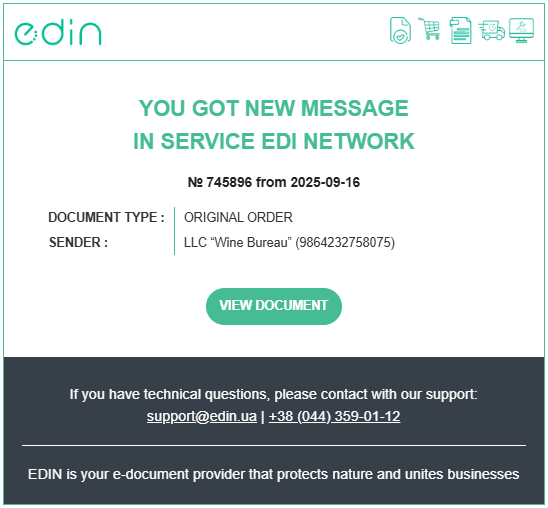 edin
YOU GOT NEW MESSAGE
IN SERVICE EDI NETWORK
№ 745896 from 2025-09-16
DOCUMENT TYPE : ORIGINAL ORDER
SENDER : LLC “Wine Bureau” (9864232758075)
VIEW DOCUMENT
If you have technical questions, please contact with our support:
support@edin.ua | +38 (044) 359-01-12
EDIN is your e-document provider that protects nature and unites businesses